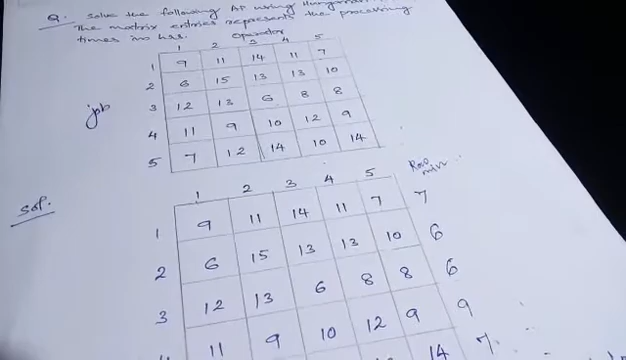 Q. Solve the following AP using Hungarian
The matrix entries represents the processing
times in hrs.
Operator
1 2 3 4 5
1 9 11 14 11 7
2 6 15 13 13 10
job 3 12 13 6 8 8
4 11 9 10 12 9
5 7 12 14 10 14
Sol.
1 2 3 4 5 Row min
1 9 11 14 11 7 7
2 6 15 13 13 10 6
3 12 13 6 8 8 6
11 9 10 12 9 9
14 7